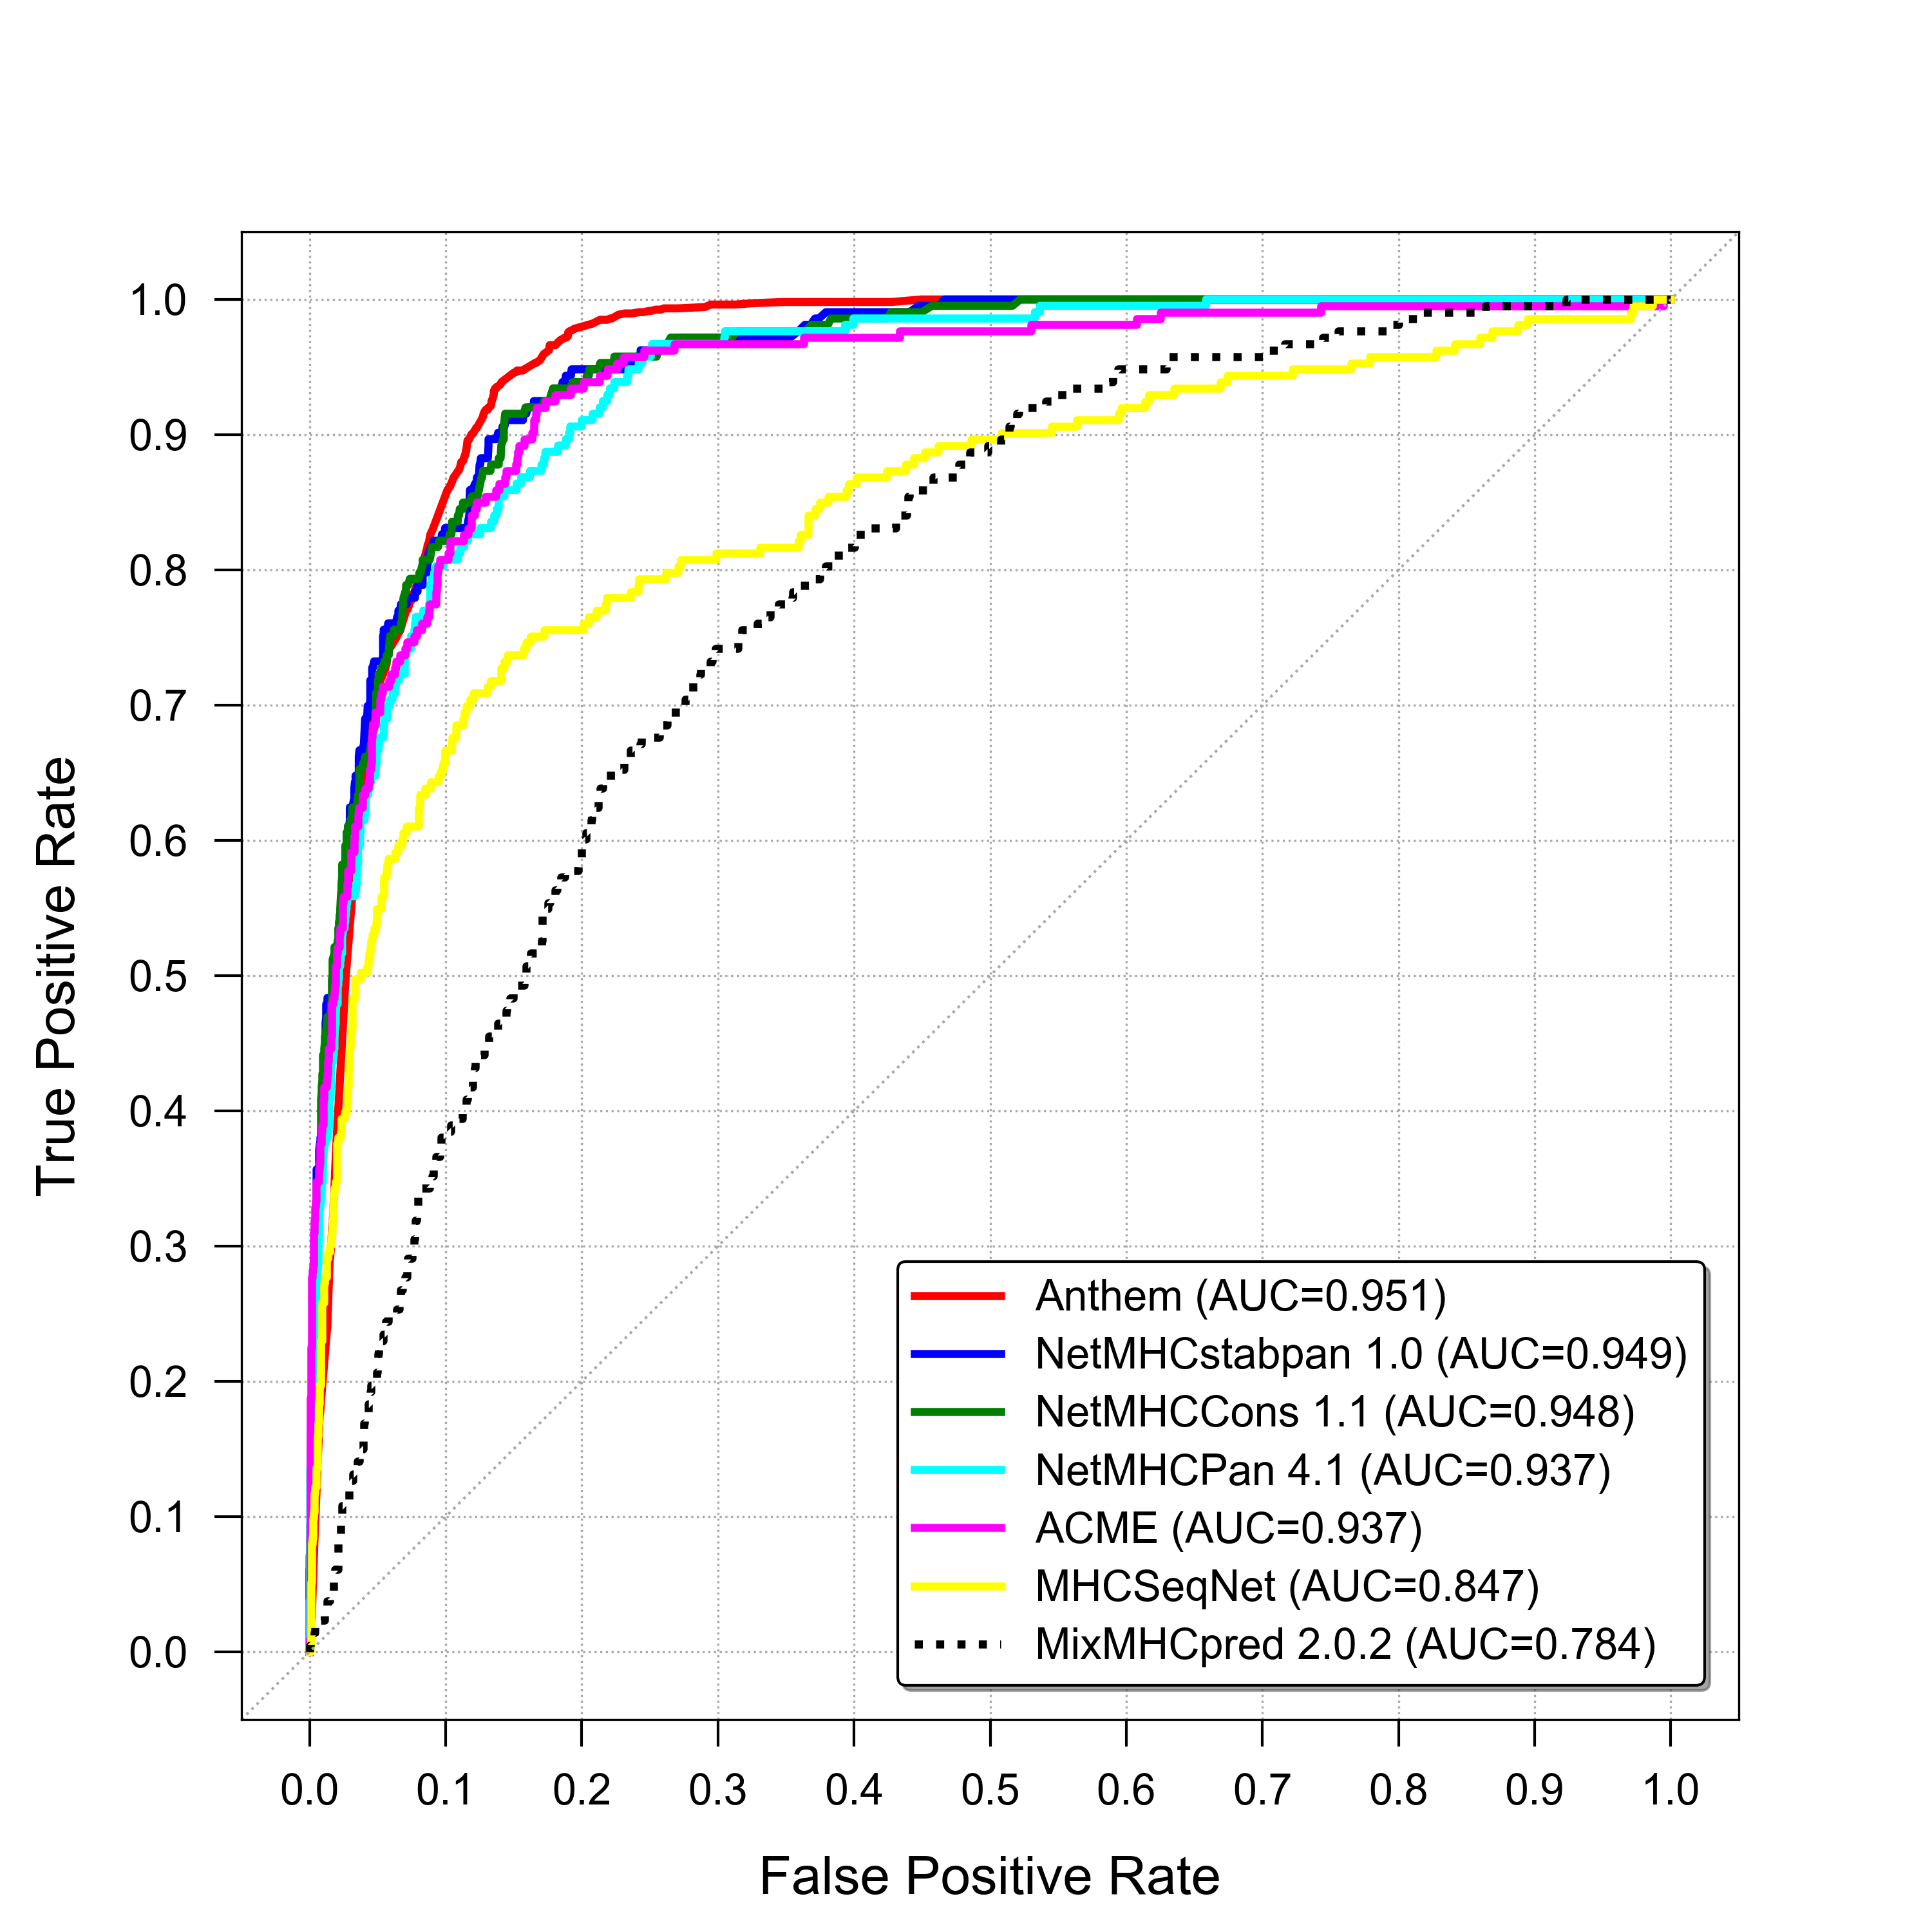 True Positive Rate
1.0
0.9
0.8
0.7
0.6
0.5
0.4
0.3
0.2
0.1
0.0
Anthem (AUC=0.951)
NetMHCstabpan 1.0 (AUC=0.949)
NetMHCCons 1.1 (AUC=0.948)
NetMHCPan 4.1 (AUC=0.937)
ACME (AUC=0.937)
MHCSeqNet (AUC=0.847)
MixMHCpred 2.0.2 (AUC=0.784)
0.0 0.1 0.2 0.3 0.4 0.5 0.6 0.7 0.8 0.9 1.0
False Positive Rate